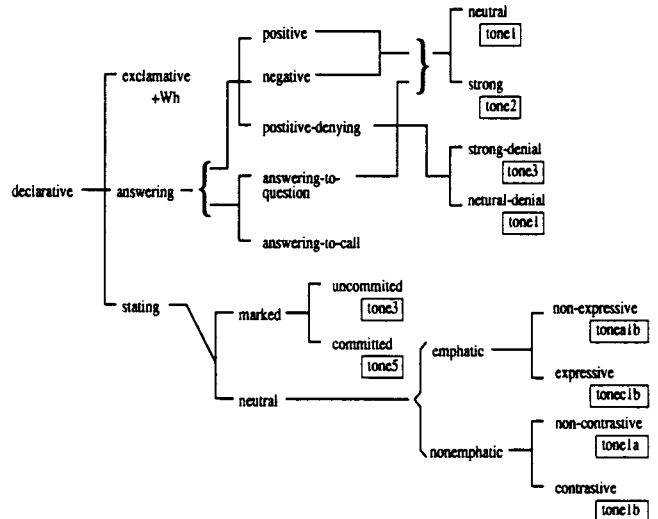 neutral
tone1
positive
exclamative
+Wh
negative
strong
tone2
postitive-denying
strong-denial
tone3
declarative
answering
answering-to-
question
netural-denial
tone1
answering-to-call
stating
marked
uncommited
tone3
committed
tone5
non-expressive
tonea1b
emphatic
neutral
expressive
tonec1b
non-contrastive
tone1a
nonemphatic
contrastive
tone1b